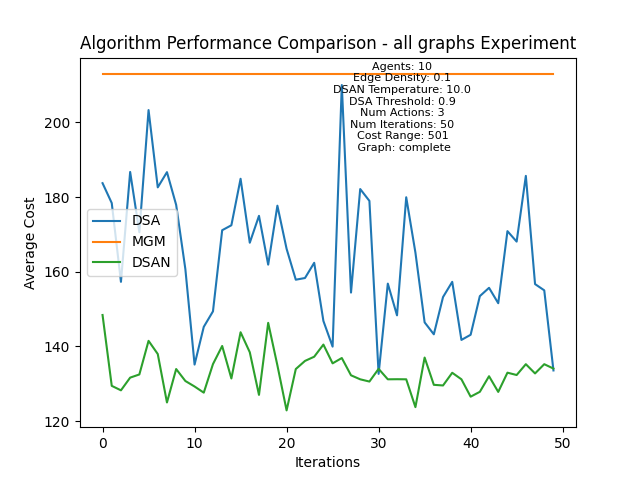 Algorithm Performance Comparison - all graphs Experiment
Agents: 10
Edge Density: 0.1
DSAN Temperature: 10.0
DSA Threshold: 0.9
Num Actions: 3
Num Iterations: 50
Cost Range: 501
Graph: complete
200
180
160
140
120
Average Cost
DSA
MGM
DSAN
0 10 20 30 40 50
Iterations